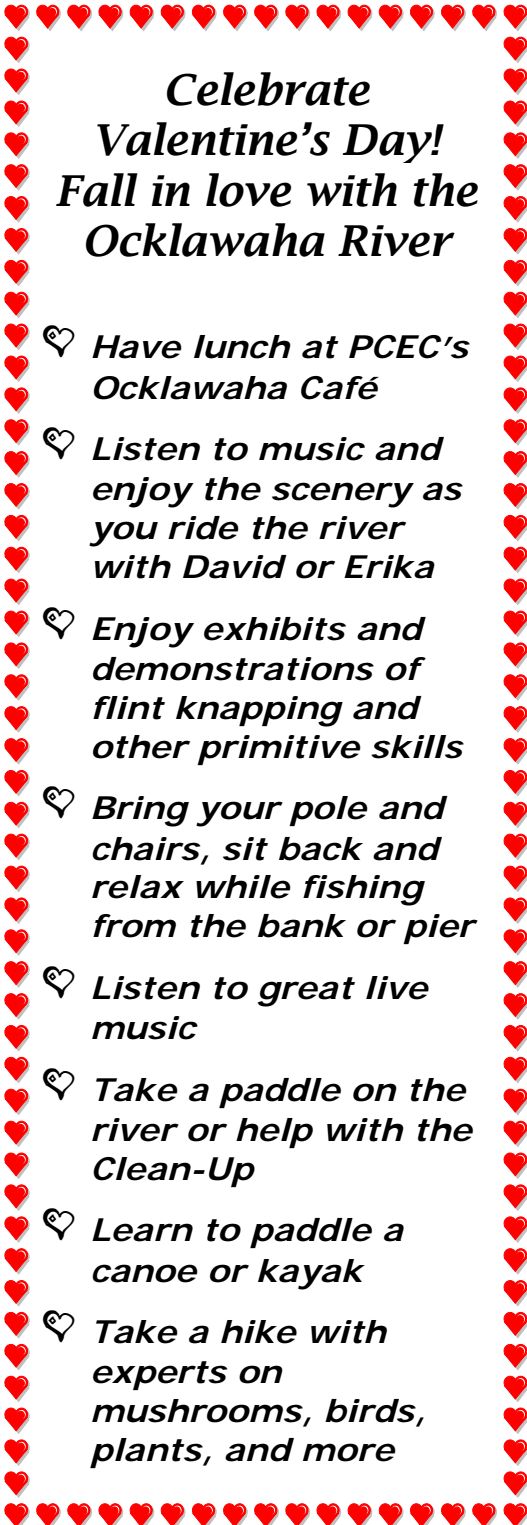 Celebrate
Valentine’s Day!
Fall in love with the
Ocklawaha River
Have lunch at PCEC’s
Ocklawaha Café
Listen to music and
enjoy the scenery as
you ride the river
with David or Erika
Enjoy exhibits and
demonstrations of
flint knapping and
other primitive skills
Bring your pole and
chairs, sit back and
relax while fishing
from the bank or pier
Listen to great live
music
Take a paddle on the
river or help with the
Clean-Up
Learn to paddle a
canoe or kayak
Take a hike with
experts on
mushrooms, birds,
plants, and more